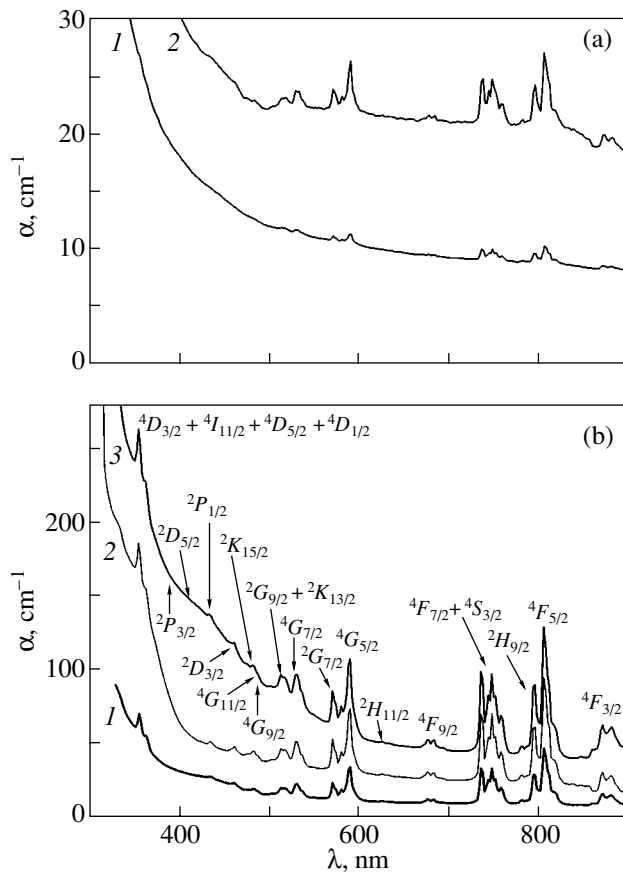 30
1
2
(a)
20
α, cm⁻¹
10
0
400
600
800
⁴D₃/₂ + ⁴I₁₁/₂ + ⁴D₅/₂ + ⁴D₁/₂
(b)
3
²P₁/₂
200
²D₅/₂
²K₁₅/₂
2
²G₉/₂ + ²K₁₃/₂
⁴F₇/₂ + ⁴S₃/₂
⁴F₅/₂
α, cm⁻¹
²P₃/₂
⁴G₇/₂
⁴G₅/₂
²H₉/₂
²D₃/₂
²G₇/₂
100
⁴G₁₁/₂
⁴G₉/₂
²H₁₁/₂
⁴F₉/₂
⁴F₃/₂
1
0
400
600
800
λ, nm